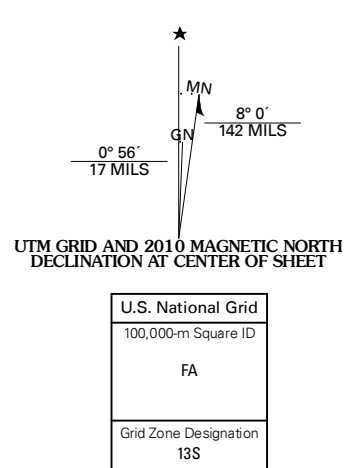 ★
MN
8° 0´
142 MILS
GN
0° 56´
17 MILS
UTM GRID AND 2010 MAGNETIC NORTH
DECLINATION AT CENTER OF SHEET
U.S. National Grid
100,000-m Square ID
FA
Grid Zone Designation
13S